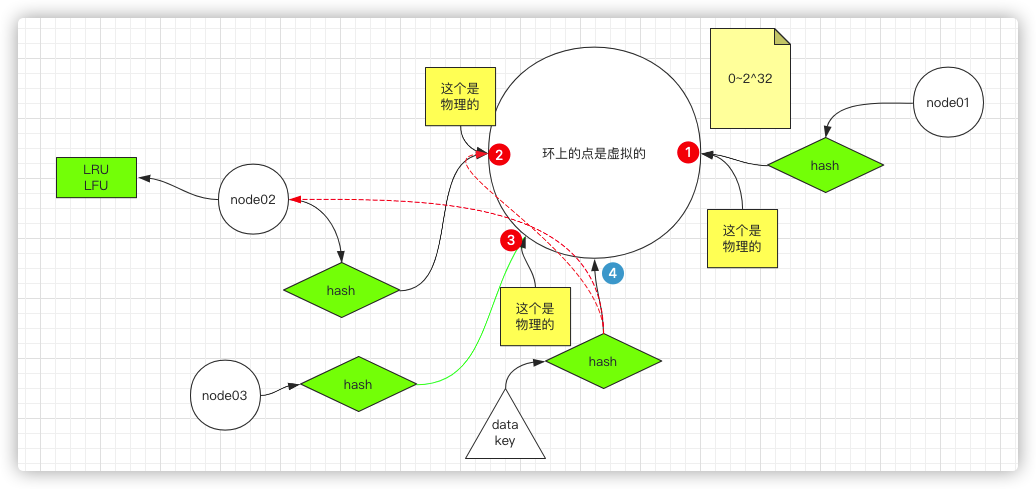 0~2^32
node01
这个是
物理的
环上的点是虚拟的
1
2
hash
LRU
LFU
node02
这个是
物理的
3
4
hash
这个是
物理的
hash
hash
node03
data
key